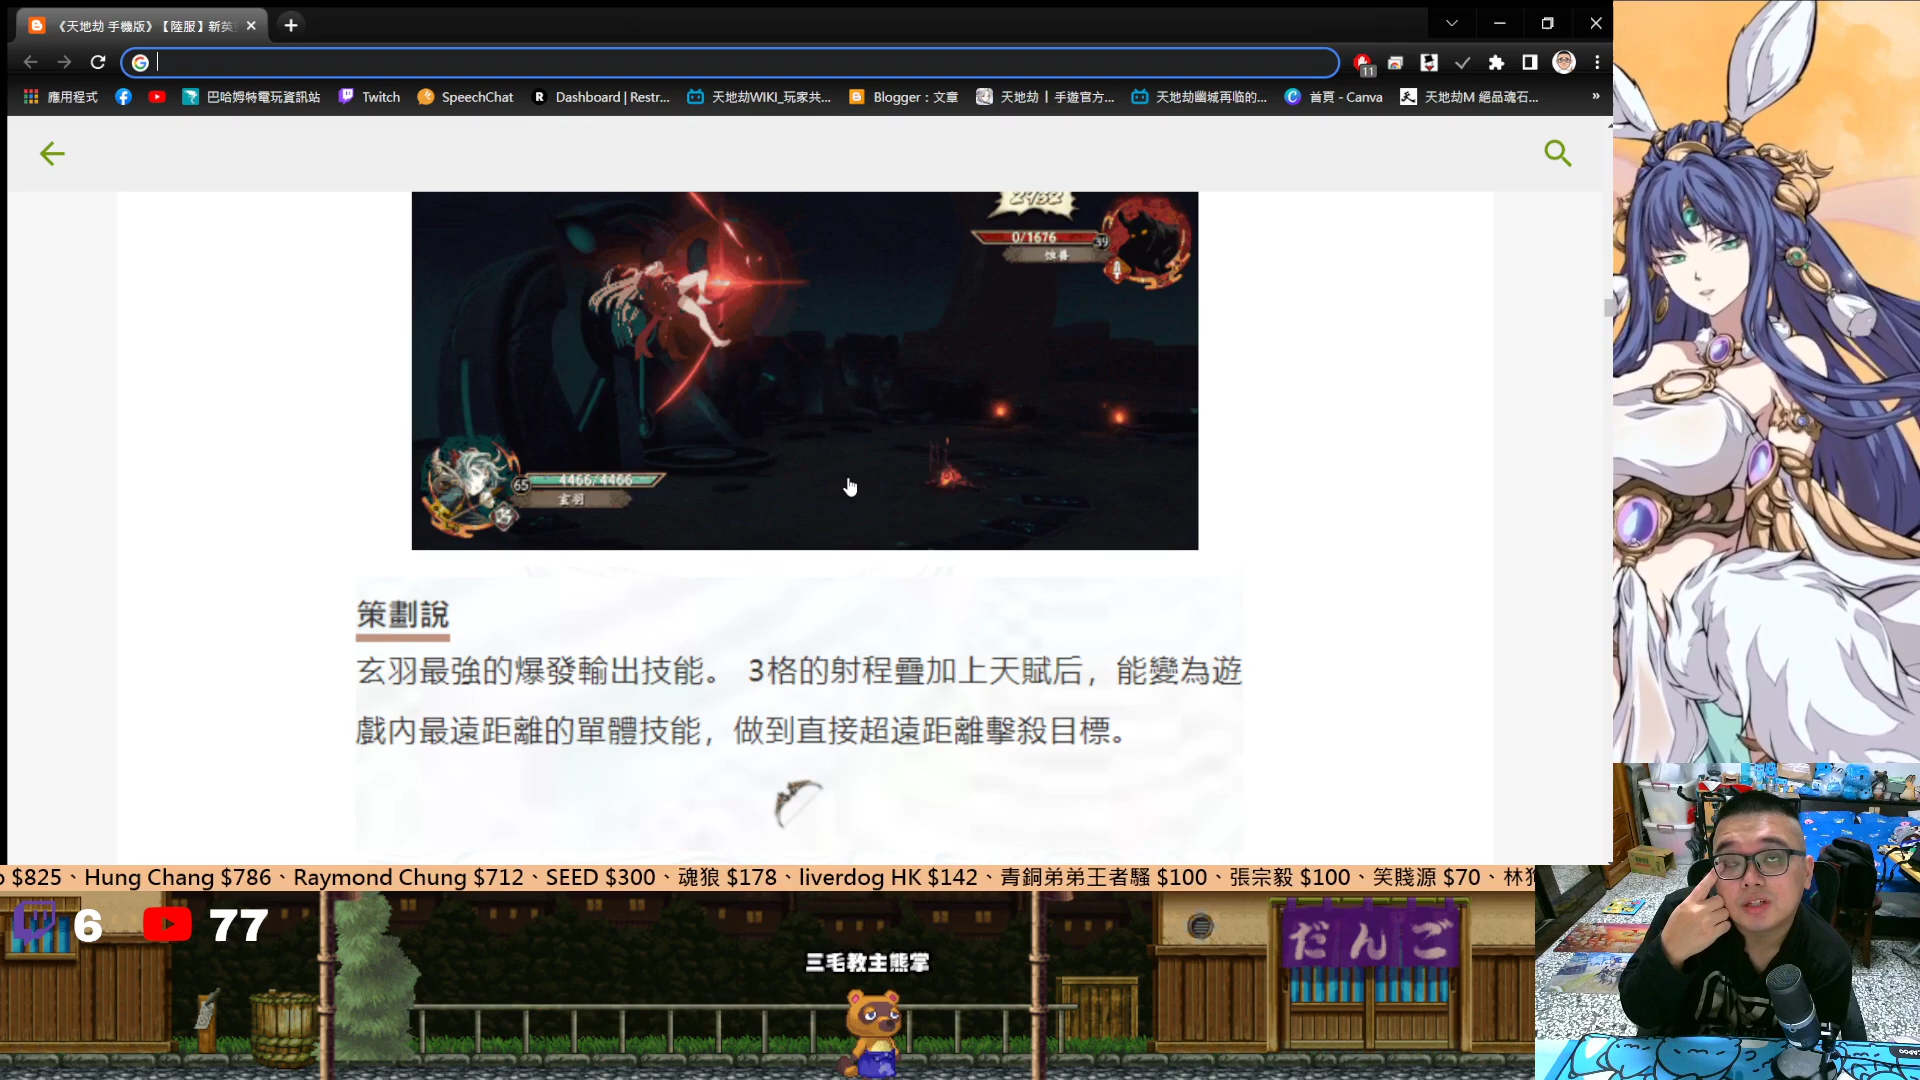 《天地劫 手機版》【陸服】新英
應用程式
巴哈姆特電玩資訊站
Twitch
SpeechChat
Dashboard | Restr...
天地劫WIKI_玩家共...
Blogger：文章
天地劫 | 手遊官方...
天地劫幽城再临的...
首頁 - Canva
天地劫M 絕品魂石...
»
11
0/1676
39
65
4466/4466
玄羽
策劃說
玄羽最強的爆發輸出技能。 3格的射程疊加上天賦后，能變為遊
戲內最遠距離的單體技能，做到直接超遠距離擊殺目標。
$825、Hung Chang $786、Raymond Chung $712、SEED $300、魂狼 $178、liverdog HK $142、青銅弟弟王者騷 $100、張宗毅 $100、笑賤源 $70、林
6
77
三毛教主熊掌
だんご